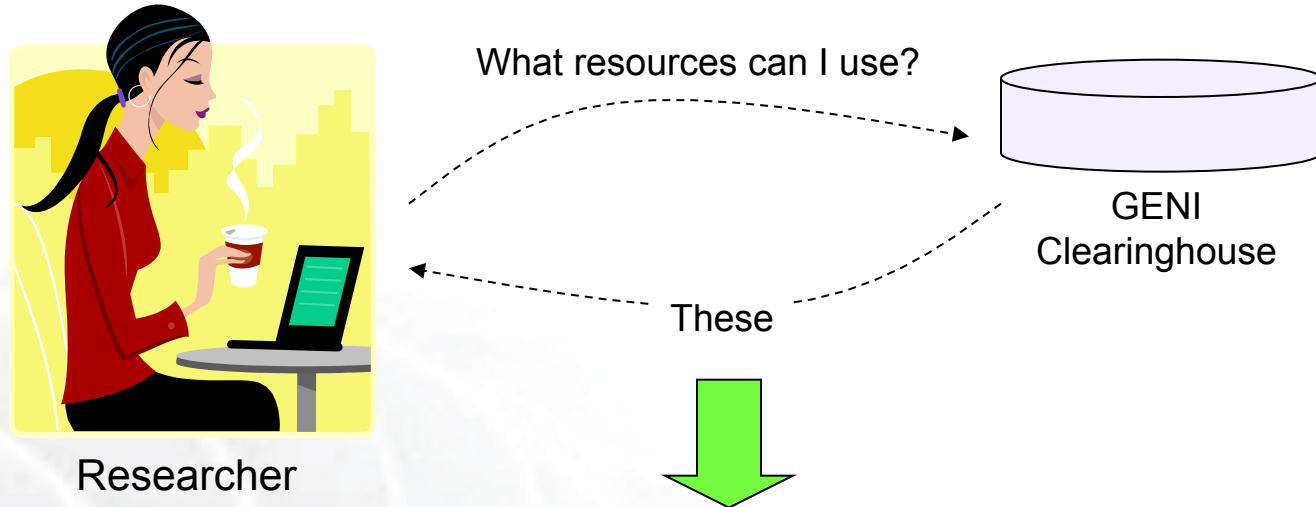 What resources can I use?
GENI
Clearinghouse
These
Researcher